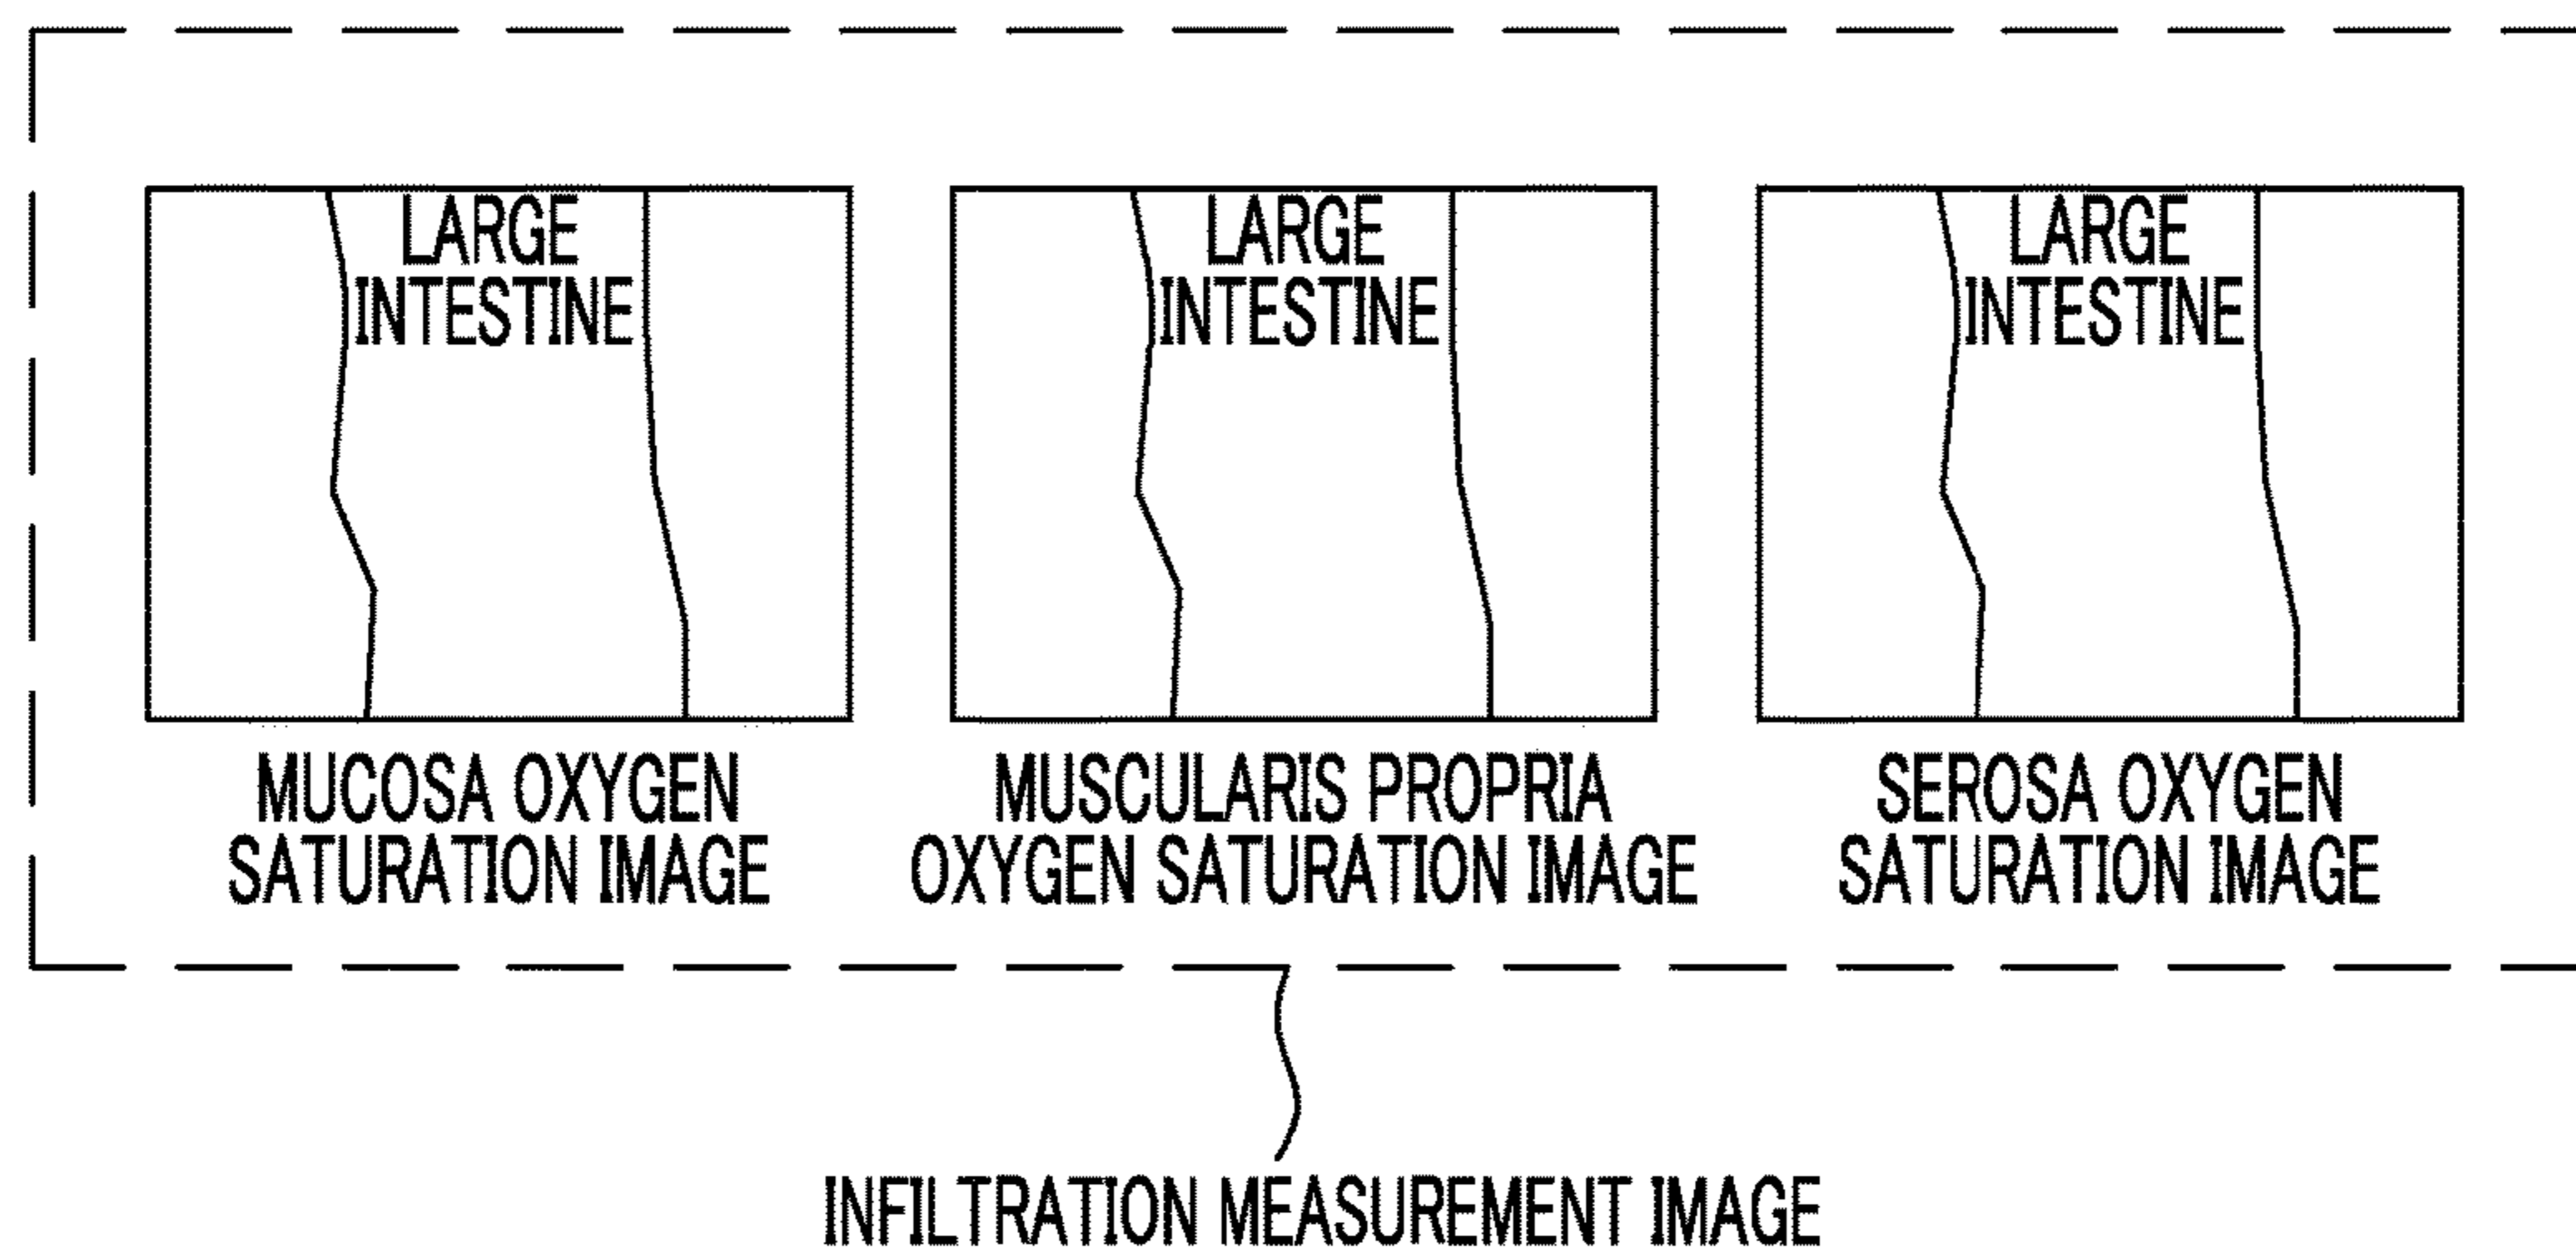 LARGE
INTESTINE
MUCOSA OXYGEN
SATURATION IMAGE
LARGE
INTESTINE
MUSCULARIS PROPRIA
OXYGEN SATURATION IMAGE
LARGE
INTESTINE
SEROSA OXYGEN
SATURATION IMAGE
INFILTRATION MEASUREMENT IMAGE